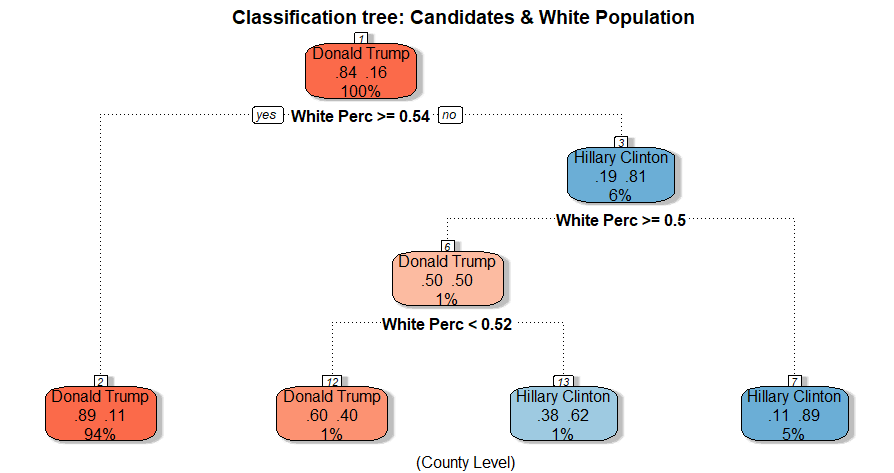 Classification tree: Candidates & White Population
1
Donald Trump
.84 .16
100%
yes White Perc >= 0.54 no
3
Hillary Clinton
.19 .81
6%
White Perc >= 0.5
6
Donald Trump
.50 .50
1%
White Perc < 0.52
2
Donald Trump
.89 .11
94%
12
Donald Trump
.60 .40
1%
13
Hillary Clinton
.38 .62
1%
7
Hillary Clinton
.11 .89
5%
(County Level)